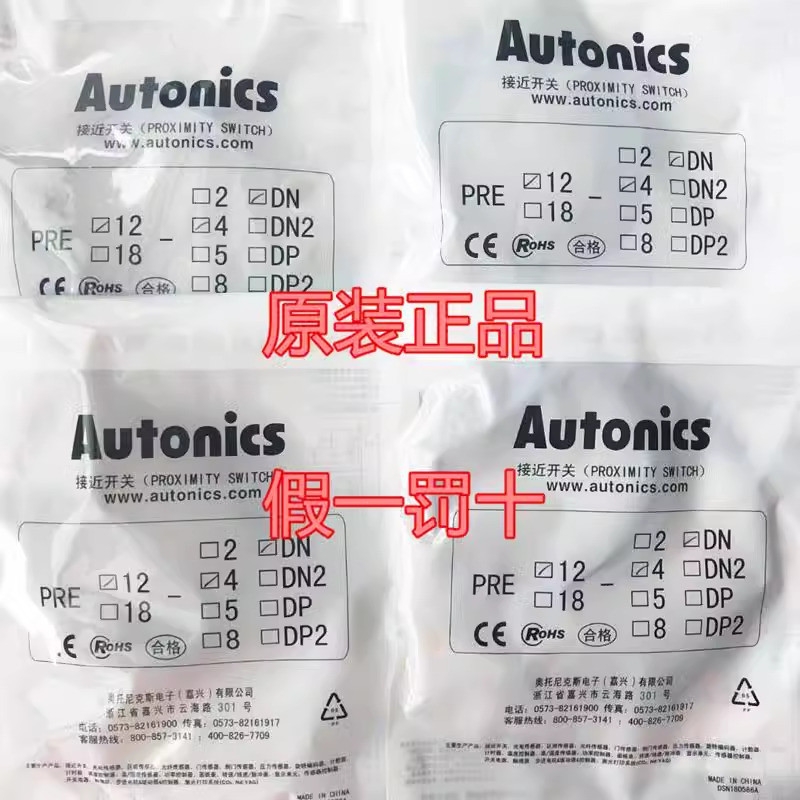 Autonics
接近开关（PROXIMITY SWITCH）
www.autonics.com
PRE ☑12 - ☐2 ☑DN
☐18 ☑4 ☐DN2
☐5 ☐DP
CE RoHS 合格 ☐8 ☐DP2
Autonics
接近开关（PROXIMITY SWITCH）
www.autonics.com
PRE ☑12 - ☐2 ☑DN
☐18 ☑4 ☐DN2
☐5 ☐DP
CE RoHS 合格 ☐8 ☐DP2
原装正品
Autonics
接近开关（PROXIMITY SWITCH）
www.autonics.com
假一罚十
PRE ☑12 - ☐2 ☑DN
☐18 ☑4 ☐DN2
☐5 ☐DP
CE RoHS 合格 ☐8 ☐DP2
奥托尼克斯电子（嘉兴）有限公司
浙江省嘉兴市云海路 301 号
电话: 0573-82161900 传真: 0573-82161917
客服热线: 800-857-3141 : 400-826-7709
MADE IN CHINA
Autonics
接近开关（PROXIMITY SWITCH）
www.autonics.com
PRE ☑12 - ☐2 ☑DN
☐18 ☑4 ☐DN2
☐5 ☐DP
CE RoHS 合格 ☐8 ☐DP2
奥托尼克斯电子（嘉兴）有限公司
浙江省嘉兴市云海路 301 号
电话: 0573-82161900 传真: 0573-82161917
客服热线: 800-857-3141 : 400-826-7709
MADE IN CHINA
DSN180586A